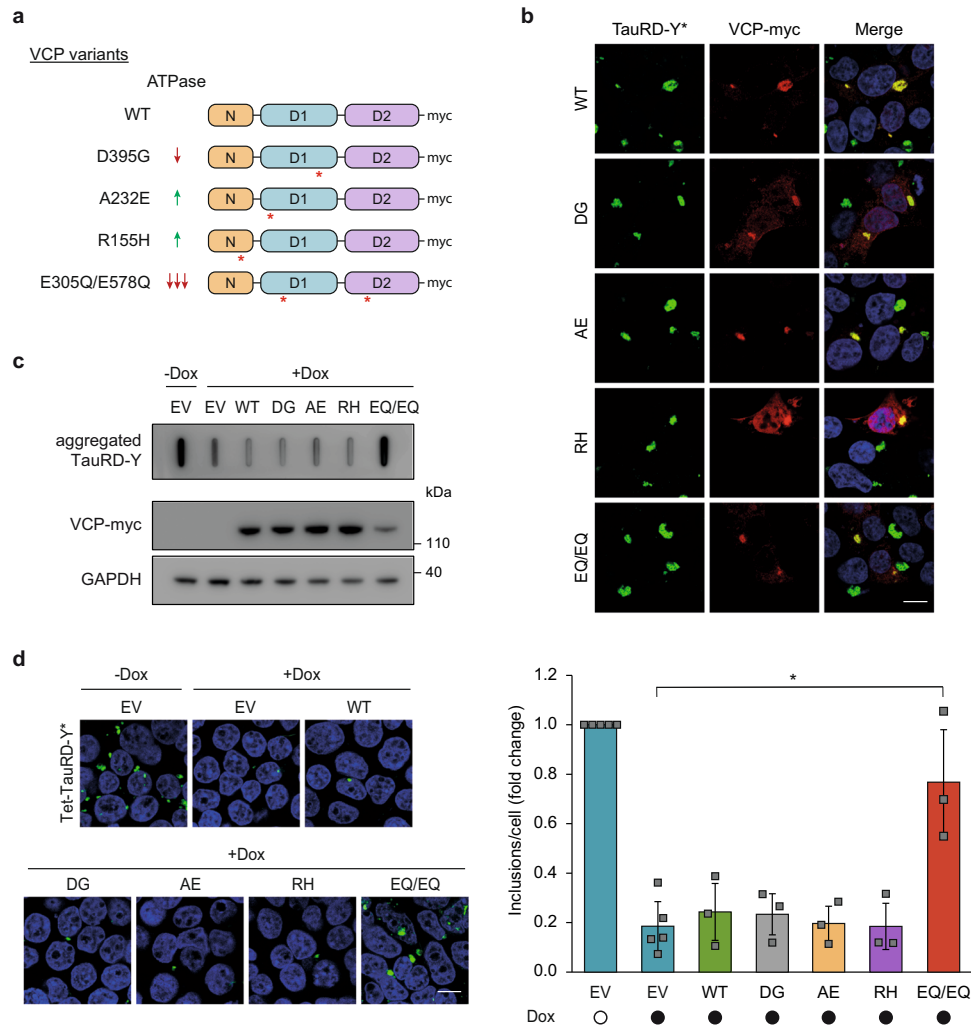 a
VCP variants
ATPase
WT N D1 D2 myc
D395G ↓ N D1 D2 myc
*
A232E ↑ N D1 D2 myc
*
R155H ↑ N D1 D2 myc
*
E305Q/E578Q ↓↓↓ N D1 D2 myc
* *
b
TauRD-Y* VCP-myc Merge
WT
DG
AE
RH
EQ/EQ
c
-Dox +Dox
EV EV WT DG AE RH EQ/EQ
aggregated
TauRD-Y
kDa
VCP-myc
110
40
GAPDH
d
-Dox +Dox
EV EV WT
Tet-TauRD-Y*
+Dox
DG AE RH EQ/EQ
Inclusions/cell (fold change)
1.2
1.0
0.8
0.6
0.4
0.2
0.0
*
EV EV WT DG AE RH EQ/EQ
Dox